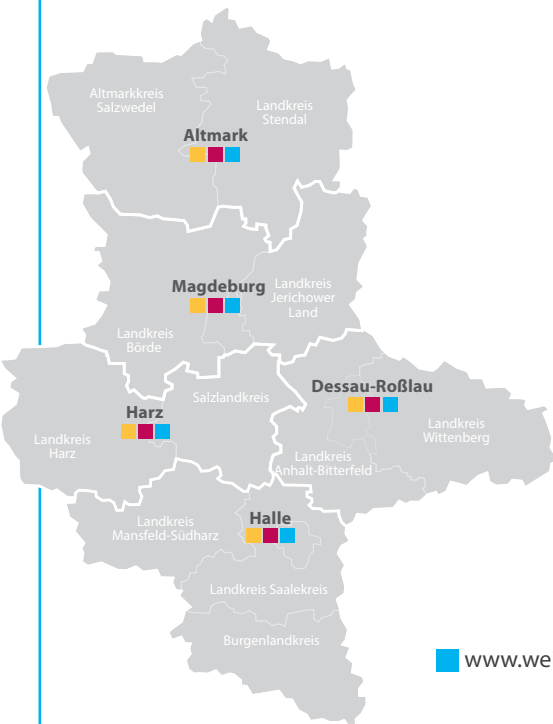 Altmarkkreis
Salzwedel
Landkreis
Stendal
Altmark
Magdeburg
Landkreis
Jerichower
Land
Landkreis
Börde
Dessau-Roßlau
Salzlandkreis
Harz
Landkreis
Wittenberg
Landkreis
Harz
Landkreis
Anhalt-Bitterfeld
Halle
Landkreis
Mansfeld-Südharz
Landkreis Saalekreis
Burgenlandkreis
www.we